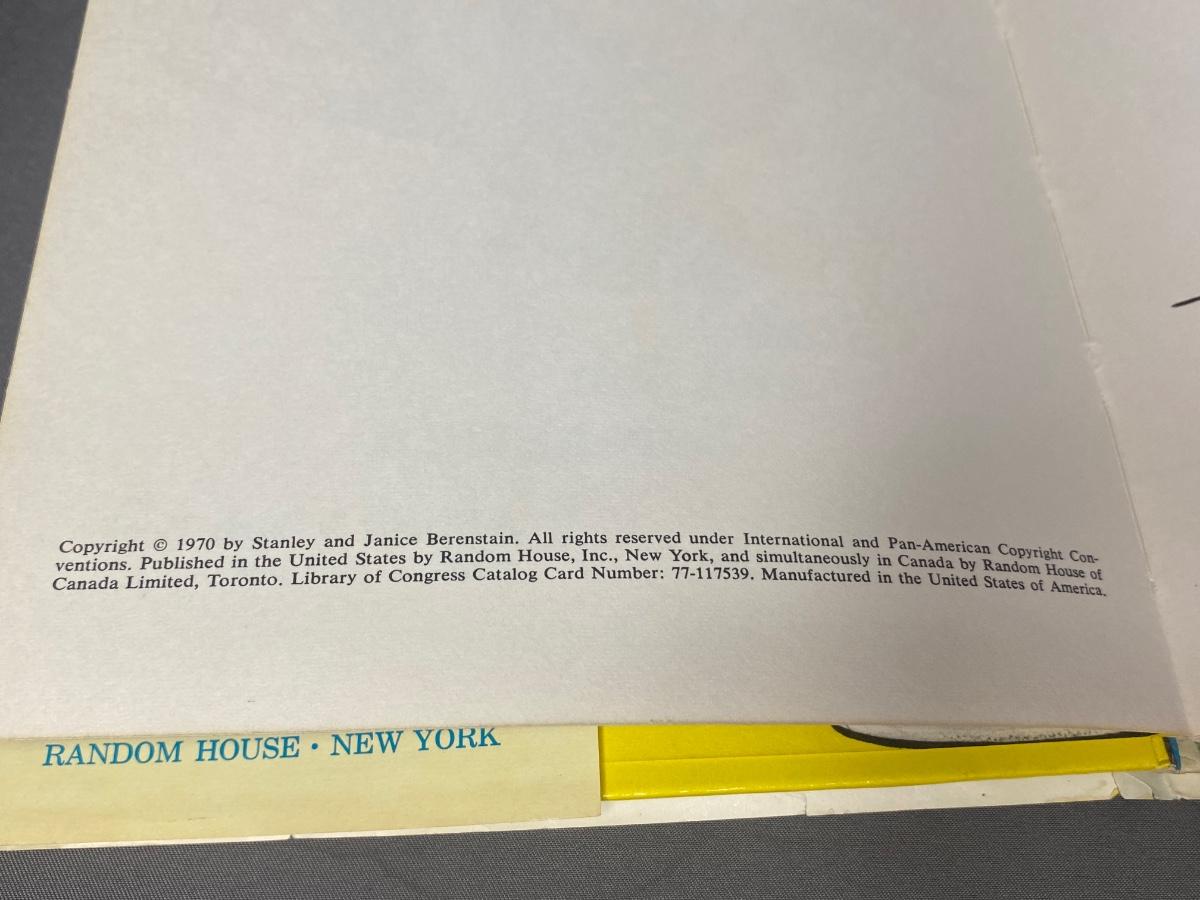 Copyright © 1970 by Stanley and Janice Berenstain. All rights reserved under International and Pan-American Copyright Con-
ventions. Published in the United States by Random House, Inc., New York, and simultaneously in Canada by Random House of
Canada Limited, Toronto. Library of Congress Catalog Card Number: 77-117539. Manufactured in the United States of America.
RANDOM HOUSE · NEW YORK